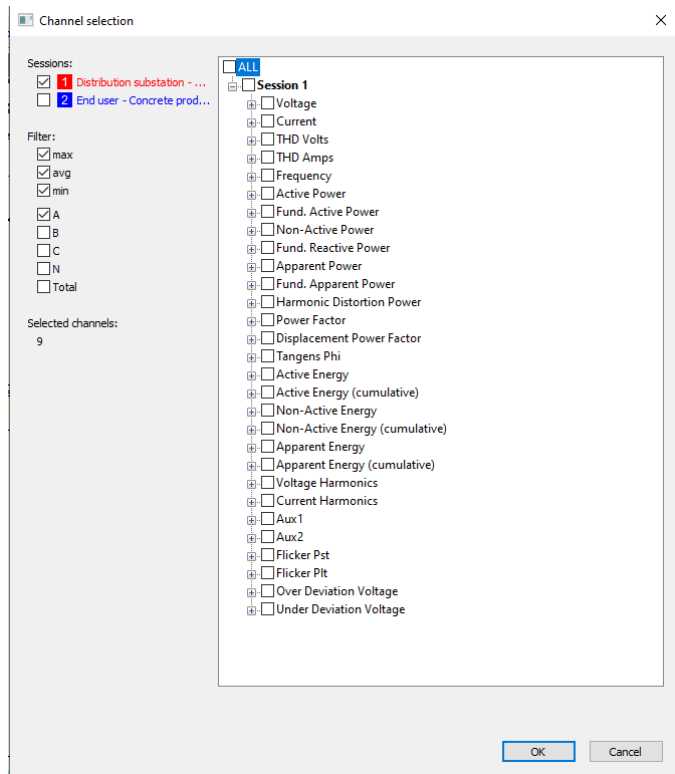 Channel selection
Sessions:
1 Distribution substation - ...
2 End user - Concrete prod...
Filter:
max
avg
min
A
B
C
N
Total
Selected channels:
9
ALL
Session 1
Voltage
Current
THD Volts
THD Amps
Frequency
Active Power
Fund. Active Power
Non-Active Power
Fund. Reactive Power
Apparent Power
Fund. Apparent Power
Harmonic Distortion Power
Power Factor
Displacement Power Factor
Tangens Phi
Active Energy
Active Energy (cumulative)
Non-Active Energy
Non-Active Energy (cumulative)
Apparent Energy
Apparent Energy (cumulative)
Voltage Harmonics
Current Harmonics
Aux1
Aux2
Flicker Pst
Flicker Plt
Over Deviation Voltage
Under Deviation Voltage
OK
Cancel